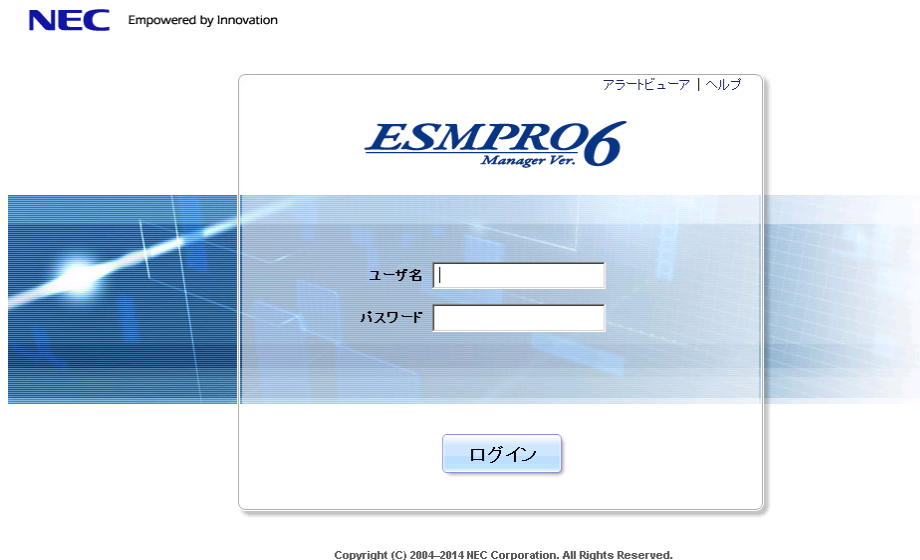 NEC Empowered by Innovation
アラートビューア | ヘルプ
ESMPRO6
Manager Ver.
ユーザ名
パスワード
ログイン
Copyright (C) 2004-2014 NEC Corporation. All Rights Reserved.